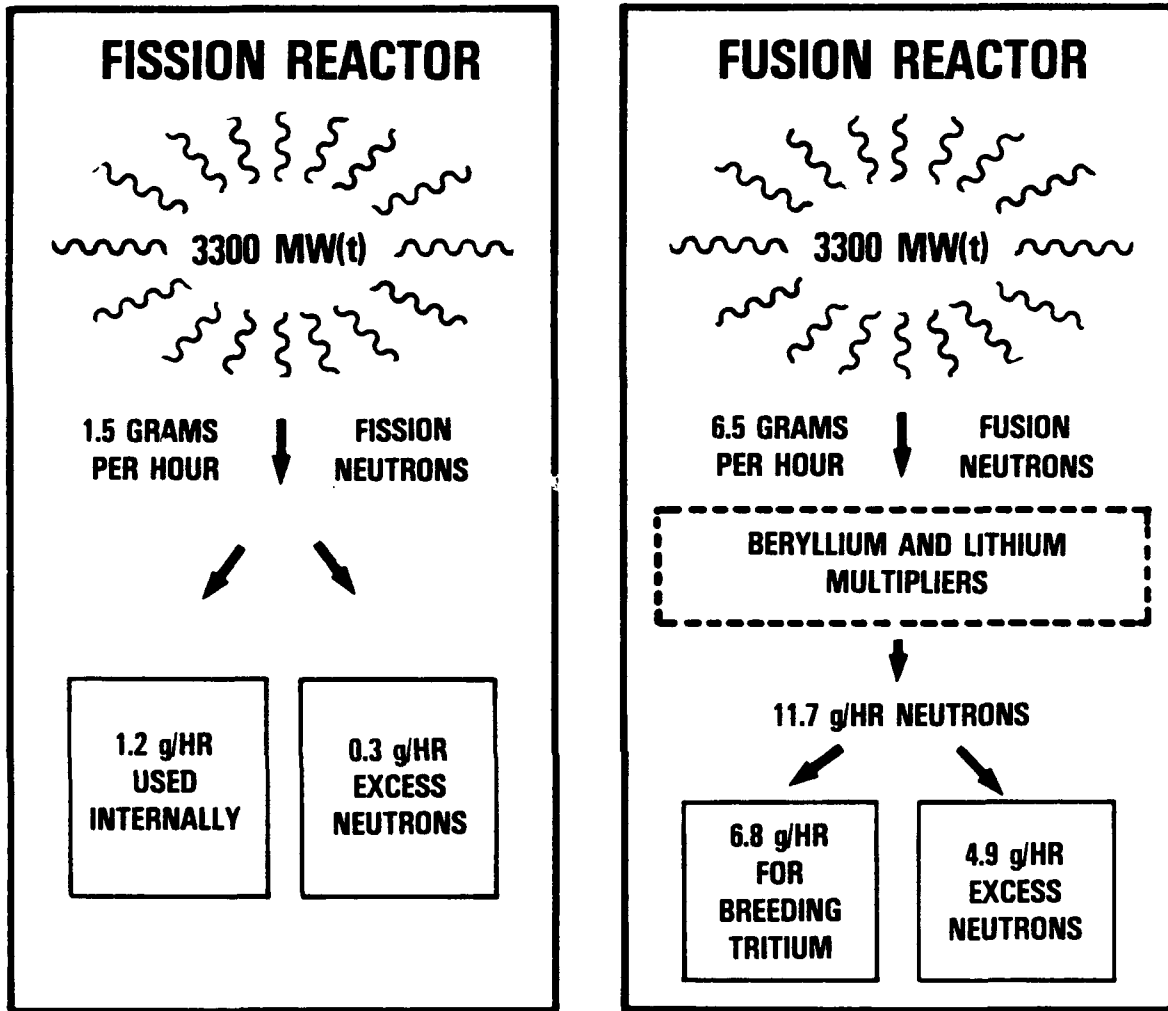 FISSION REACTOR
3300 MW(t)
1.5 GRAMS
PER HOUR
FISSION
NEUTRONS
1.2 g/HR
USED
INTERNALLY
0.3 g/HR
EXCESS
NEUTRONS
FUSION REACTOR
3300 MW(t)
6.5 GRAMS
PER HOUR
FUSION
NEUTRONS
BERYLLIUM AND LITHIUM
MULTIPLIERS
11.7 g/HR NEUTRONS
6.8 g/HR
FOR
BREEDING
TRITIUM
4.9 g/HR
EXCESS
NEUTRONS